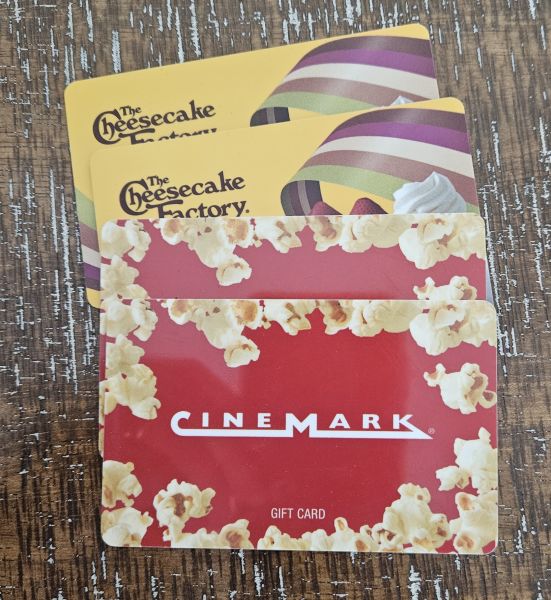 The
Cheesecake
Factory
The
Cheesecake
Factory.
CINEMARK®
GIFT CARD